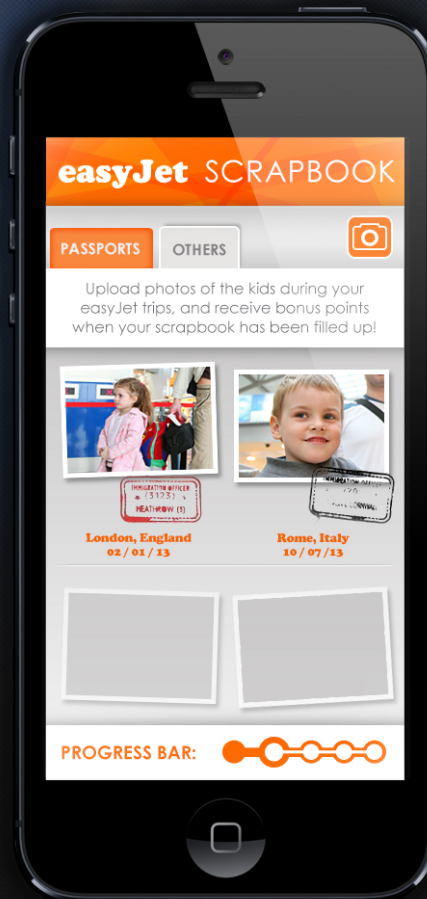 easyJet SCRAPBOOK
PASSPORTS OTHERS
Upload photos of the kids during your
easyJet trips, and receive bonus points
when your scrapbook has been filled up!
IMMIGRATION OFFICER
(3123)
HEATHROW (3)
IMMIGRATION OFFICER
London, England
02 / 01 / 13
Rome, Italy
10 / 07 /13
PROGRESS BAR: